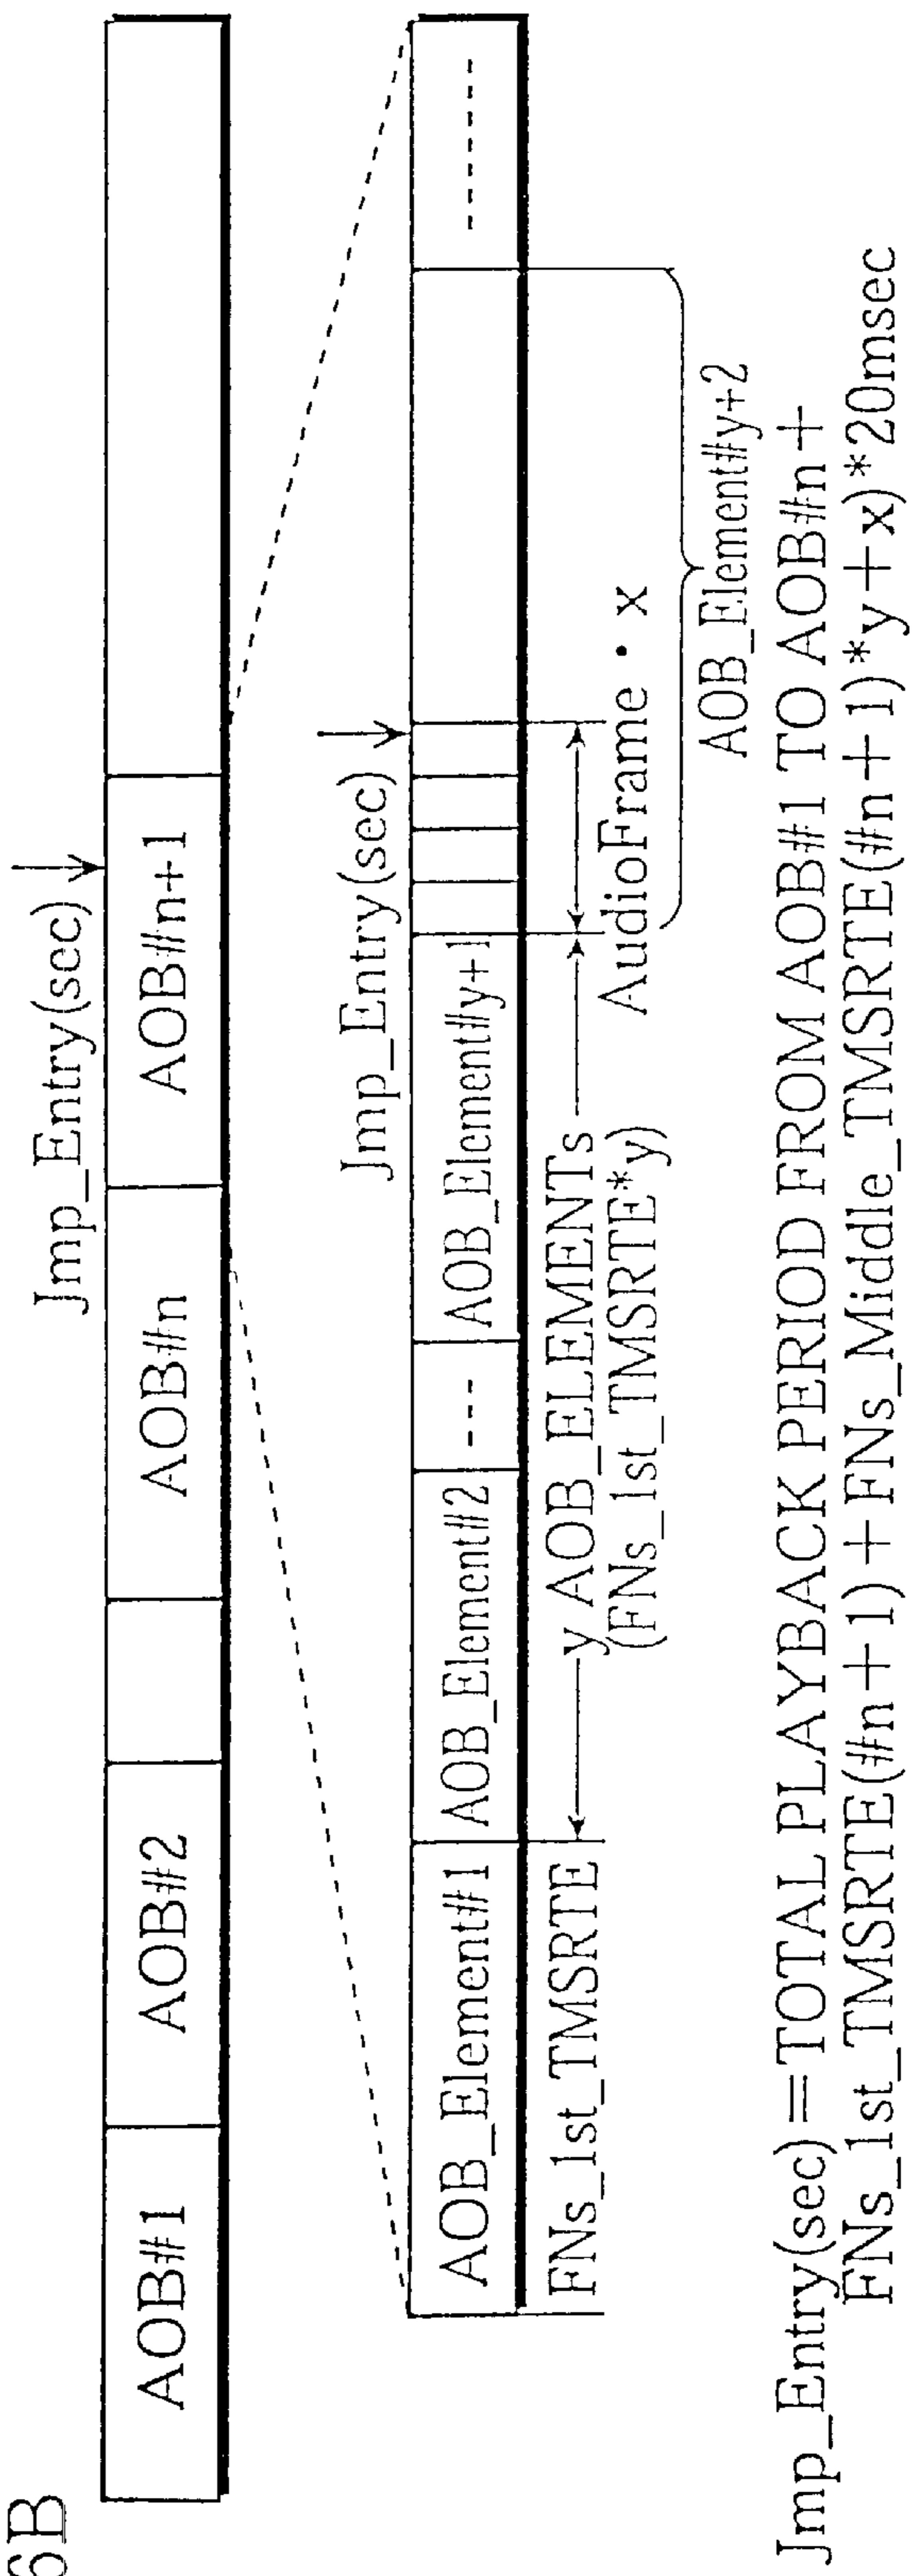 6B
Jmp_Entry(sec)
AOB#1
AOB#2
AOB#n
AOB#n+1
Jmp_Entry(sec)
AOB_Element#1
AOB_Element#2
---
AOB_Element#y+1
-------
FNs_1st_TMSRTE
y AOB_ELEMENTs
(FNs_1st_TMSRTE*y)
AudioFrame・x
AOB_Element#y+2
Jmp_Entry(sec)=TOTAL PLAYBACK PERIOD FROM AOB#1 TO AOB#n+
FNs_1st_TMSRTE(#n+1)+FNs_Middle_TMSRTE(#n+1)*y+x)*20msec